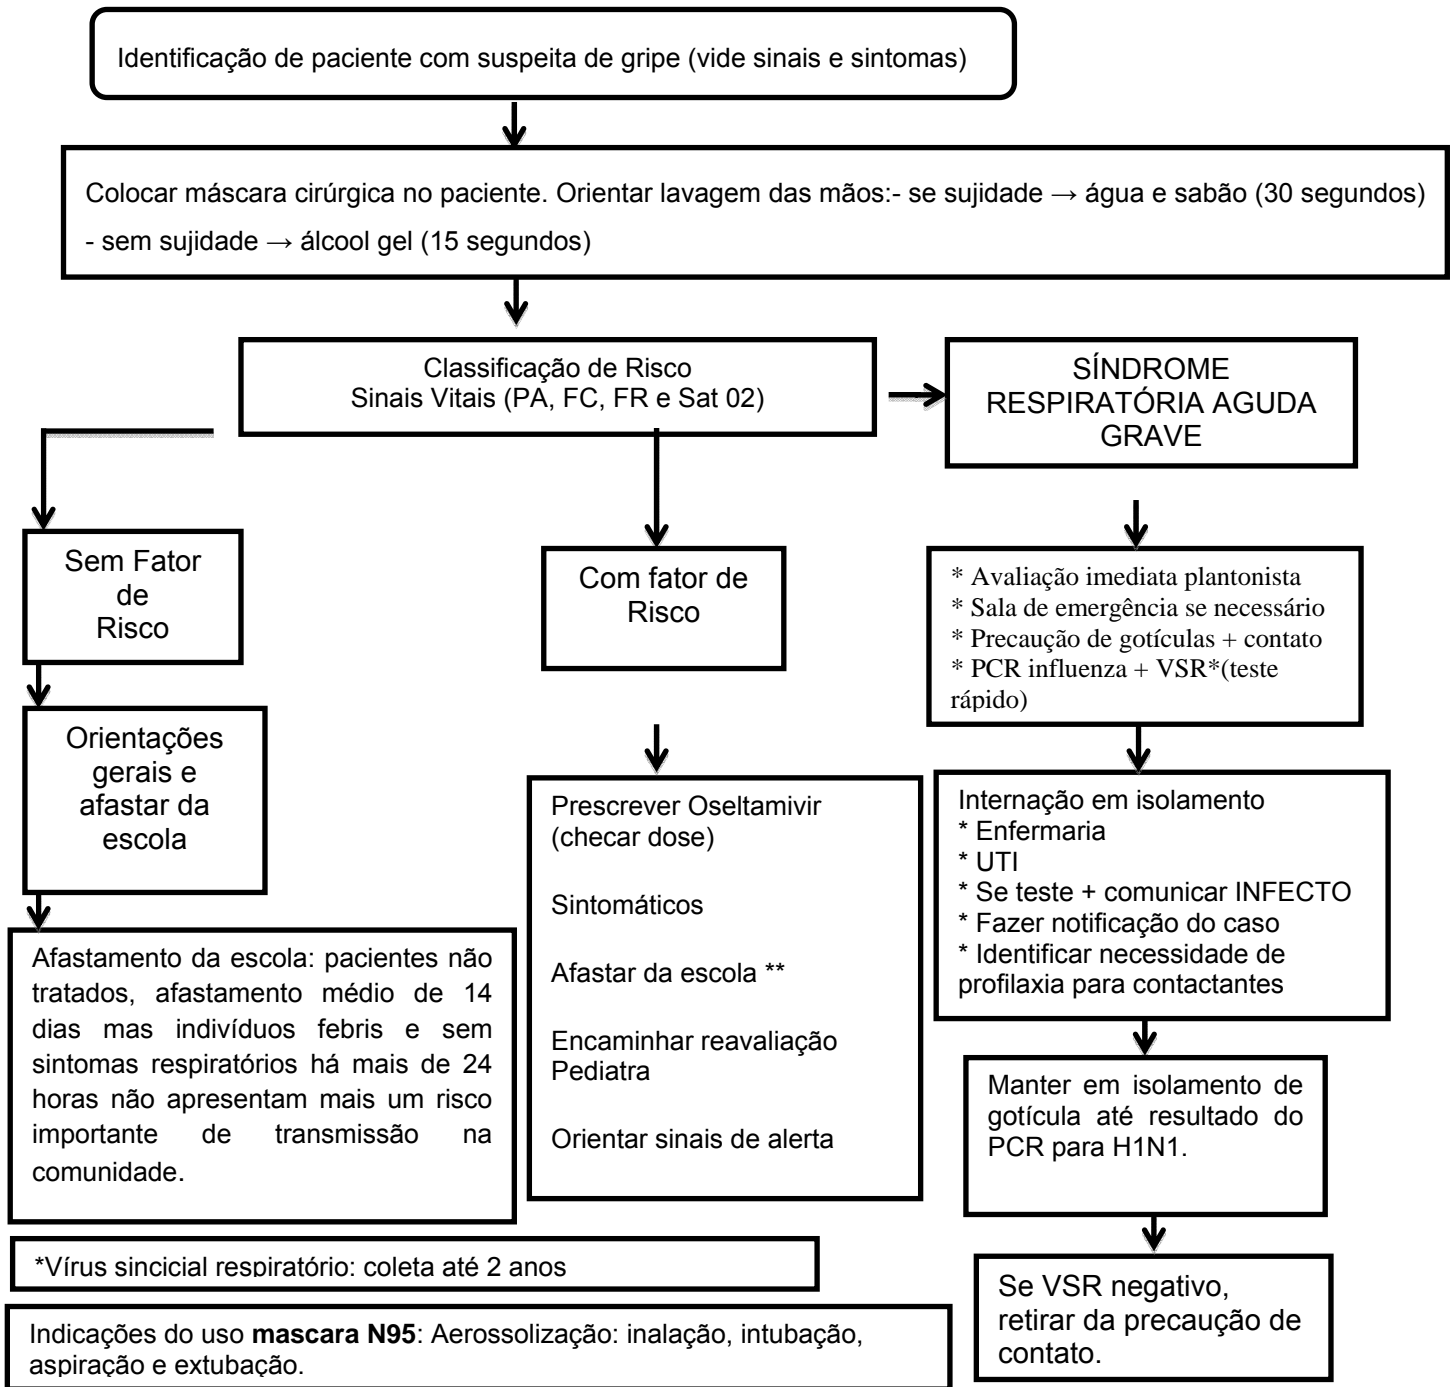 Identificação de paciente com suspeita de gripe (vide sinais e sintomas)
Colocar máscara cirúrgica no paciente. Orientar lavagem das mãos:- se sujidade → água e sabão (30 segundos)
- sem sujidade → álcool gel (15 segundos)
Classificação de Risco
Sinais Vitais (PA, FC, FR e Sat 02)
SÍNDROME
RESPIRATÓRIA AGUDA
GRAVE
Sem Fator
de
Risco
Orientações
gerais e
afastar da
escola
Afastamento da escola: pacientes não
tratados, afastamento médio de 14
dias mas indivíduos febris e sem
sintomas respiratórios há mais de 24
horas não apresentam mais um risco
importante de transmissão na
comunidade.
Com fator de
Risco
Prescrever Oseltamivir
(checar dose)
Sintomáticos
Afastar da escola **
Encaminhar reavaliação
Pediatra
Orientar sinais de alerta
* Avaliação imediata plantonista
* Sala de emergência se necessário
* Precaução de gotículas + contato
* PCR influenza + VSR*(teste
rápido)
Internação em isolamento
* Enfermaria
* UTI
* Se teste + comunicar INFECTO
* Fazer notificação do caso
* Identificar necessidade de
profilaxia para contactantes
Manter em isolamento de
gotícula até resultado do
PCR para H1N1.
Se VSR negativo,
retirar da precaução de
contato.
*Vírus sincicial respiratório: coleta até 2 anos
Indicações do uso mascara N95: Aerossolização: inalação, intubação,
aspiração e extubação.